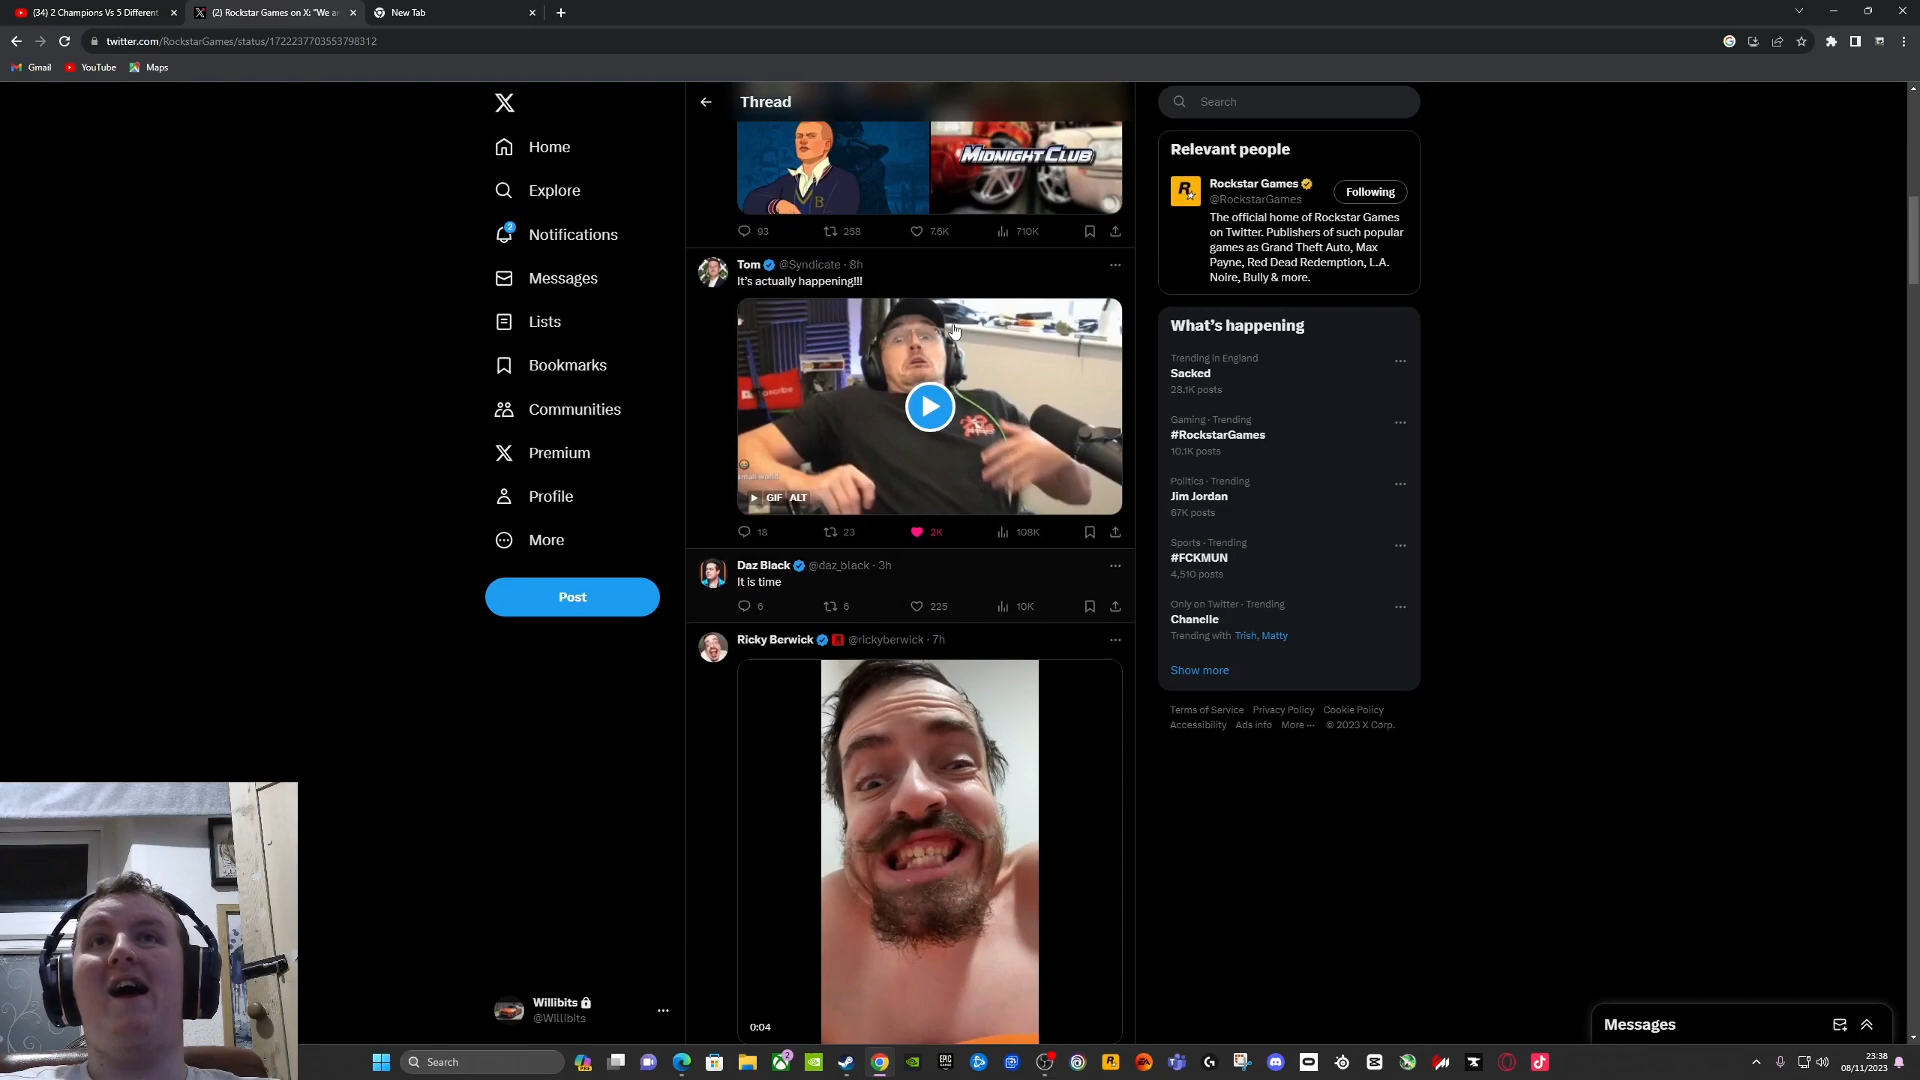 (34) 2 Champions Vs 5 Different
(2) Rockstar Games on X: "We ar
New Tab
twitter.com/RockstarGames/status/1722237703553798312
Gmail
YouTube
Maps
Thread
Search
Home
Explore
2
Notifications
Messages
Lists
Bookmarks
Communities
Premium
Profile
More
Post
Willibits
@Willlbits
B
MIDNIGHT CLUB
93
258
7.6K
710K
Tom @Syndicate · 8h
It's actually happening!!!
small world
GIF ALT
18
23
2K
108K
Daz Black @daz_black · 3h
It is time
6
6
225
10K
Ricky Berwick @rickyberwick · 7h
0:04
Relevant people
Rockstar Games
@RockstarGames
Following
The official home of Rockstar Games
on Twitter. Publishers of such popular
games as Grand Theft Auto, Max
Payne, Red Dead Redemption, L.A.
Noire, Bully & more.
What's happening
Trending in England
Sacked
28.1K posts
Gaming · Trending
#RockstarGames
10.1K posts
Politics · Trending
Jim Jordan
67K posts
Sports · Trending
#FCKMUN
4,510 posts
Only on Twitter · Trending
Chanelle
Trending with Trish, Matty
Show more
Terms of Service Privacy Policy Cookie Policy
Accessibility Ads info More ··· © 2023 X Corp.
Messages
Search
2
23:38
08/11/2023